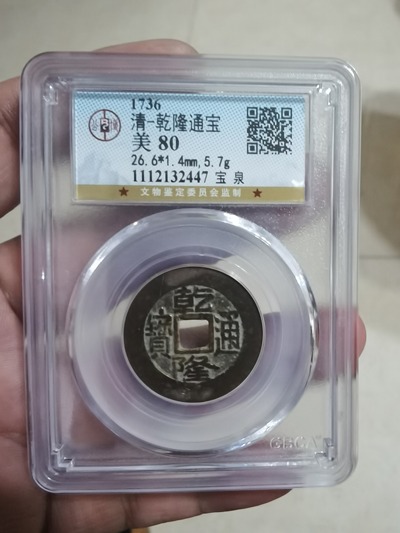 1736
清-乾隆通宝
美 80
26.6*1.4mm,5.7g
1112132447 宝 泉
★ 文物鉴定委员会监制 ★
乾隆通寶